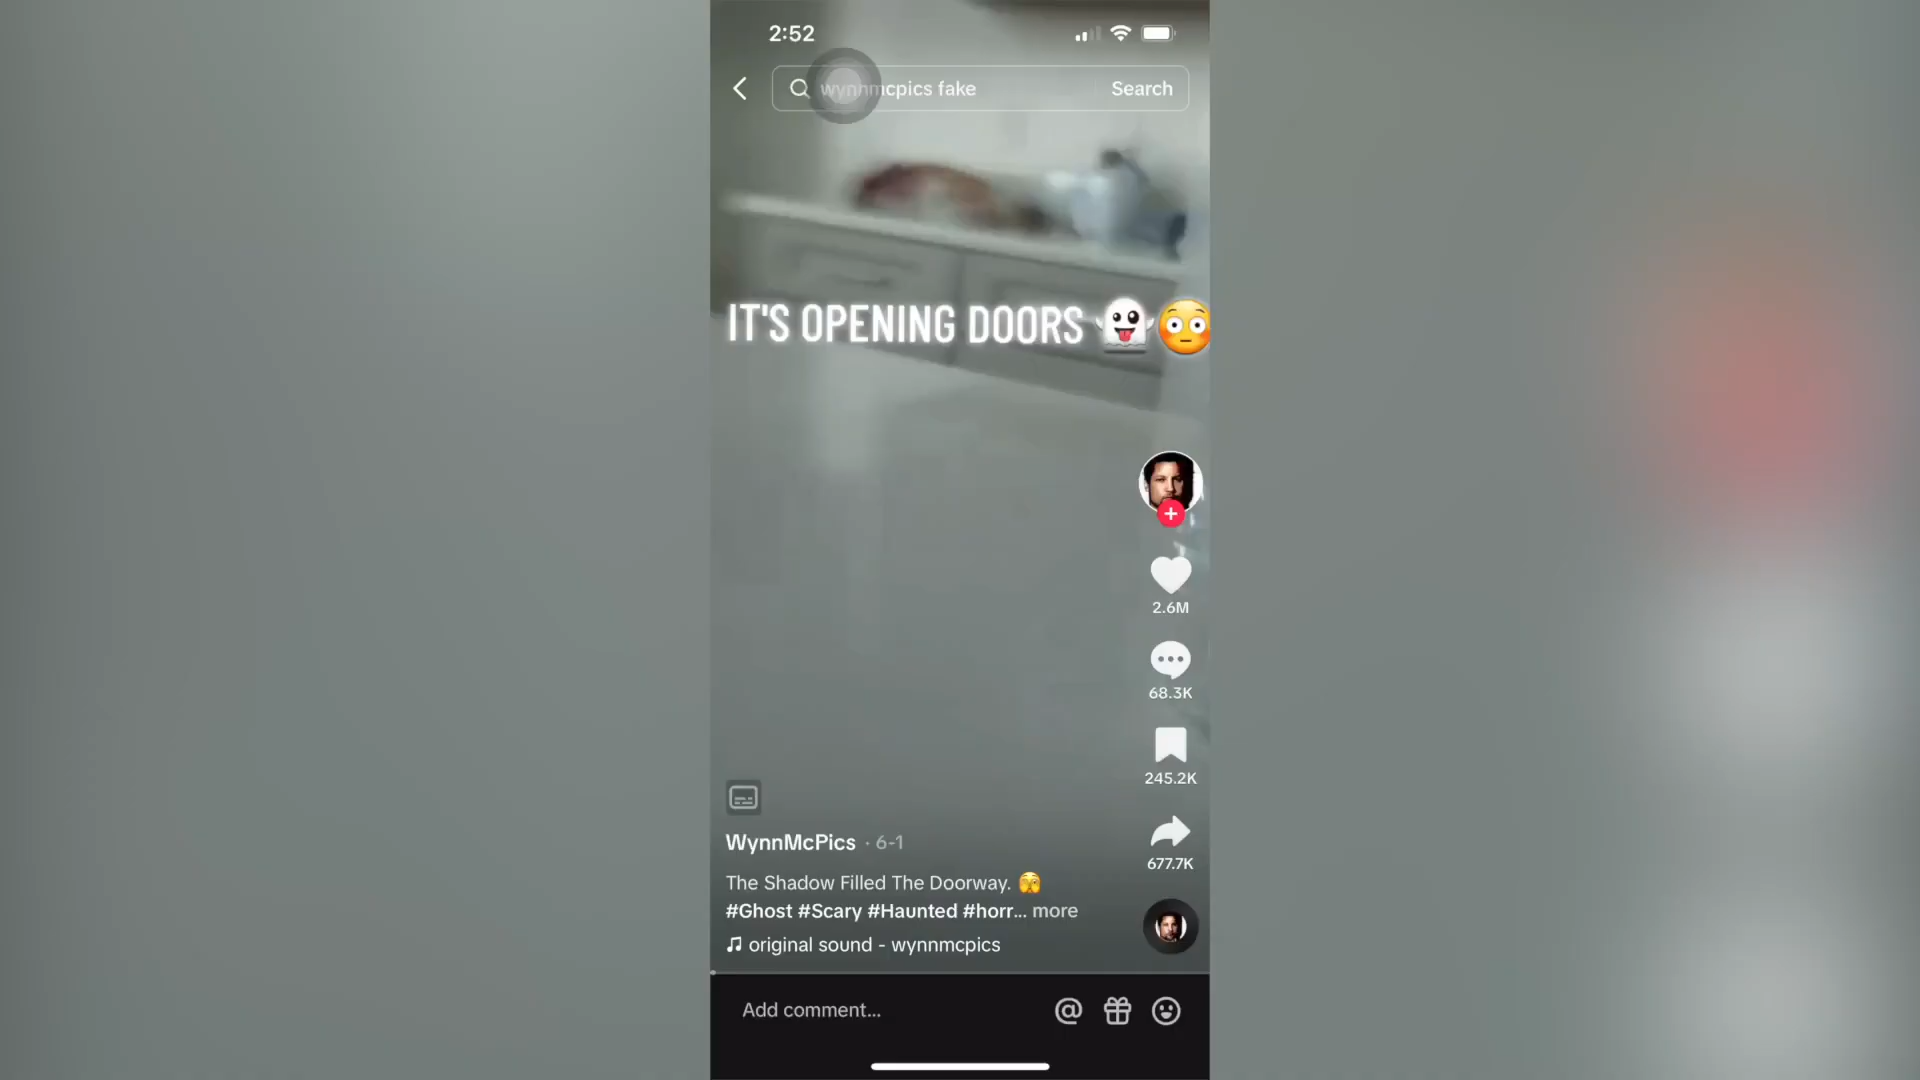 2:52
wynnmcpics fake
Search
IT'S OPENING DOORS 👻😳
2.6M
68.3K
245.2K
677.7K
WynnMcPics · 6-1
The Shadow Filled The Doorway. 🫣
#Ghost #Scary #Haunted #horr... more
original sound - wynnmcpics
Add comment...